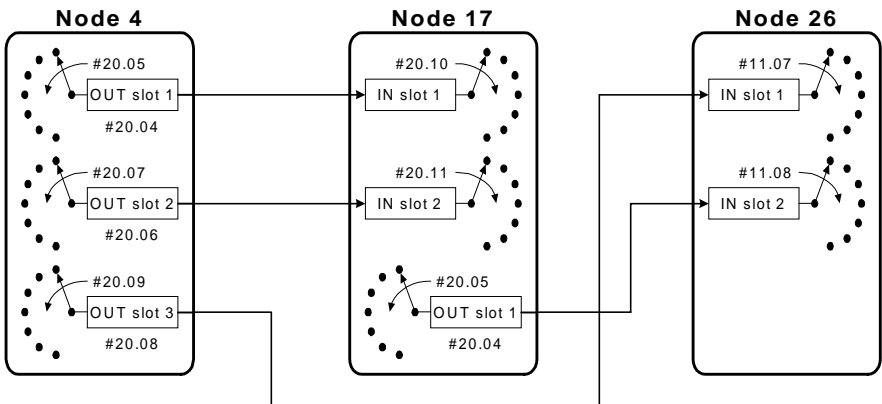 Node 4
#20.05
OUT slot 1
#20.04
#20.07
OUT slot 2
#20.06
#20.09
OUT slot 3
#20.08
Node 17
#20.10
IN slot 1
#20.11
IN slot 2
#20.05
OUT slot 1
#20.04
Node 26
#11.07
IN slot 1
#11.08
IN slot 2